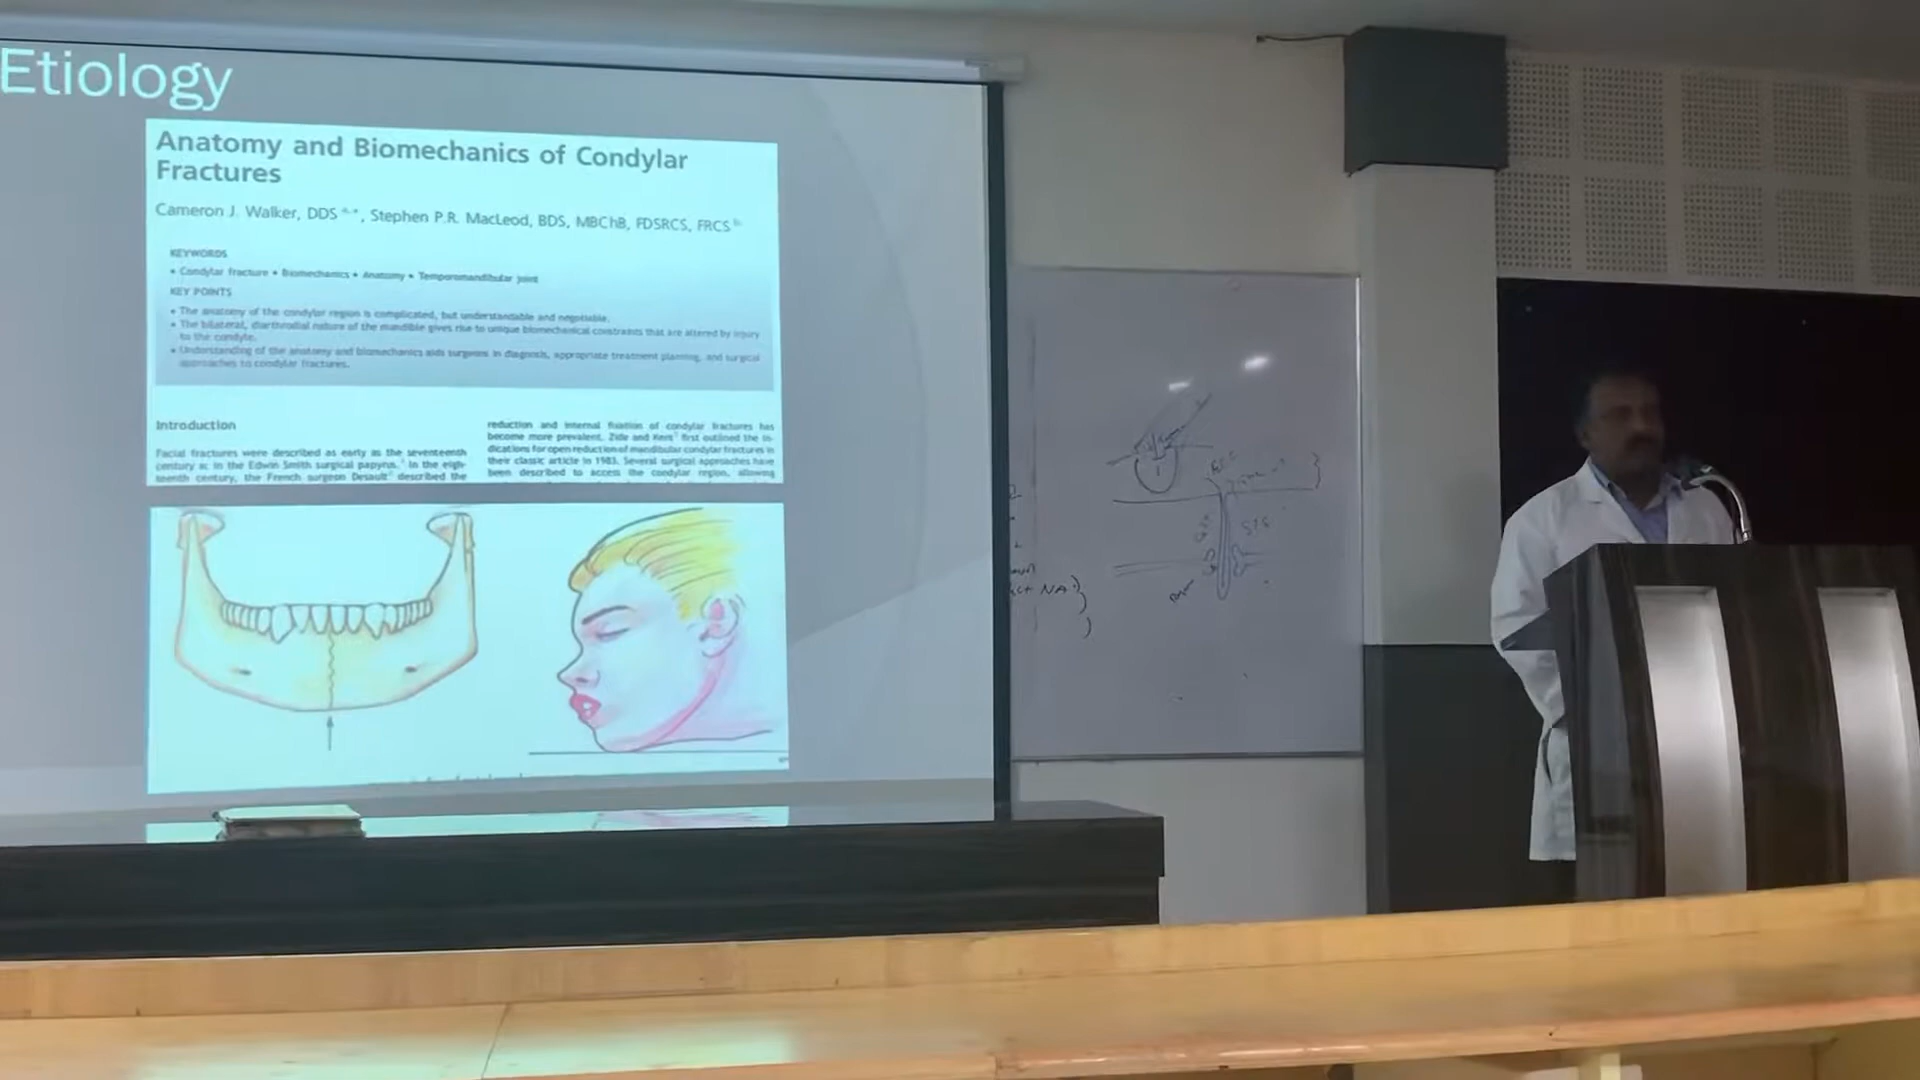 Etiology
Anatomy and Biomechanics of Condylar
Fractures
Cameron J. Walker, DDS a,*, Stephen P.R. MacLeod, BDS, MBChB, FDSRCS, FRCS b
KEYWORDS
• Condylar fracture • Biomechanics • Anatomy • Temporomandibular joint
KEY POINTS
• The anatomy of the condylar region is complicated, but understandable and negotiable.
• The bilateral, diarthrodial nature of the mandible gives rise to unique biomechanical constraints that are altered by injury
to the condyle.
• Understanding of the anatomy and biomechanics aids surgeons in diagnosis, appropriate treatment planning, and surgical
approaches to condylar fractures.
Introduction
Facial fractures were described as early as the seventeenth
century BC in the Edwin Smith surgical papyrus. In the eigh-
teenth century, the French surgeon Desault described the
reduction and internal fixation of condylar fractures has
become more prevalent. Zide and Kent first outlined the in-
dications for open reduction of mandibular condylar fractures in
their classic article in 1983. Several surgical approaches have
been described to access the condylar region, allowing
NA